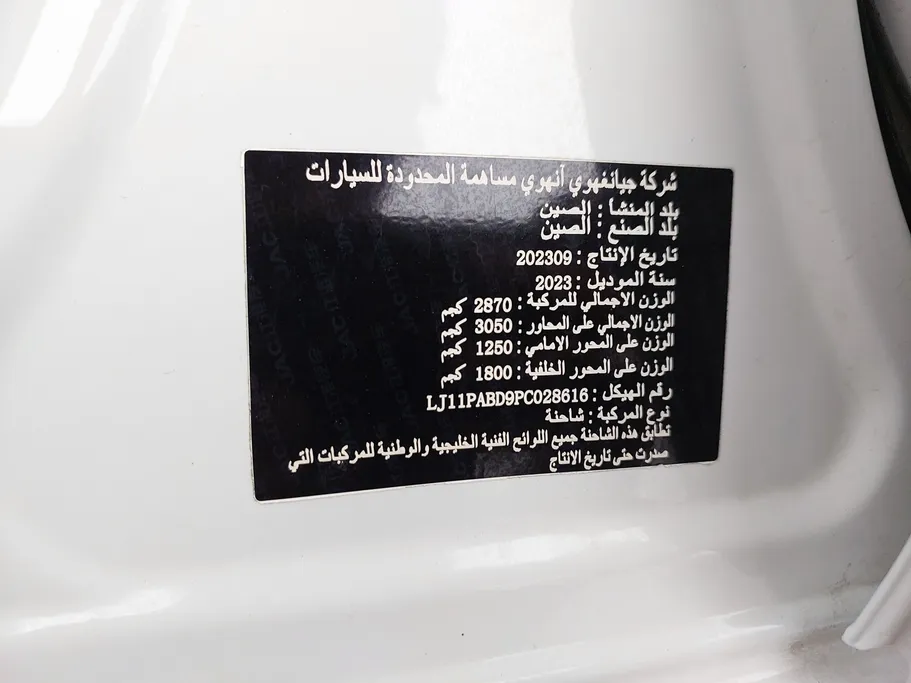 شركة جيانغهوي آنهوي مساهمة المحدودة للسيارات
بلد المنشأ : الصين
بلد الصنع : الصين
تاريخ الإنتاج : 202309
سنة الموديل : 2023
الوزن الاجمالي للمركبة : 2870 كجم
الوزن الاجمالي على المحاور : 3050 كجم
الوزن على المحور الامامي : 1250 كجم
الوزن على المحور الخلفية : 1800 كجم
رقم الهيكل : LJ11PABD9PC028616
نوع المركبة : شاحنة
تطابق هذه الشاحنة جميع اللوائح الفنية الخليجية والوطنية للمركبات التي
صدرت حتى تاريخ الانتاج